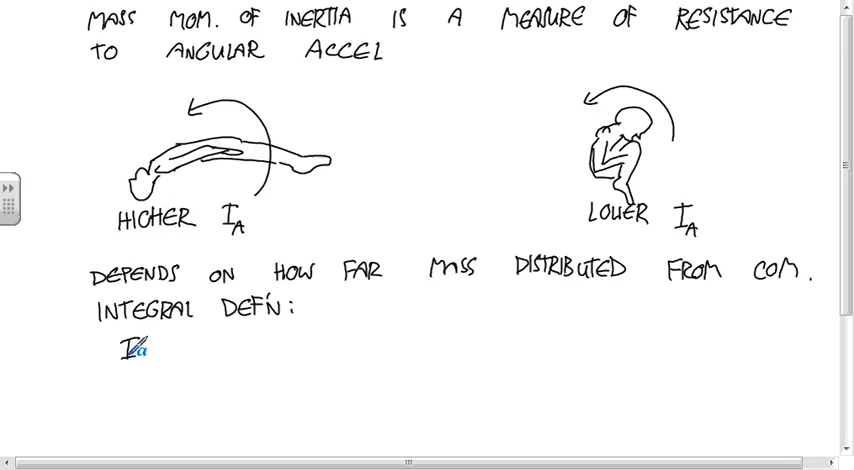 MASS MOM. OF INERTIA IS A MEASURE OF RESISTANCE
TO ANGULAR ACCEL
HIGHER I_A
LOWER I_A
DEPENDS ON HOW FAR MASS DISTRIBUTED FROM COM.
INTEGRAL DEF'N:
I